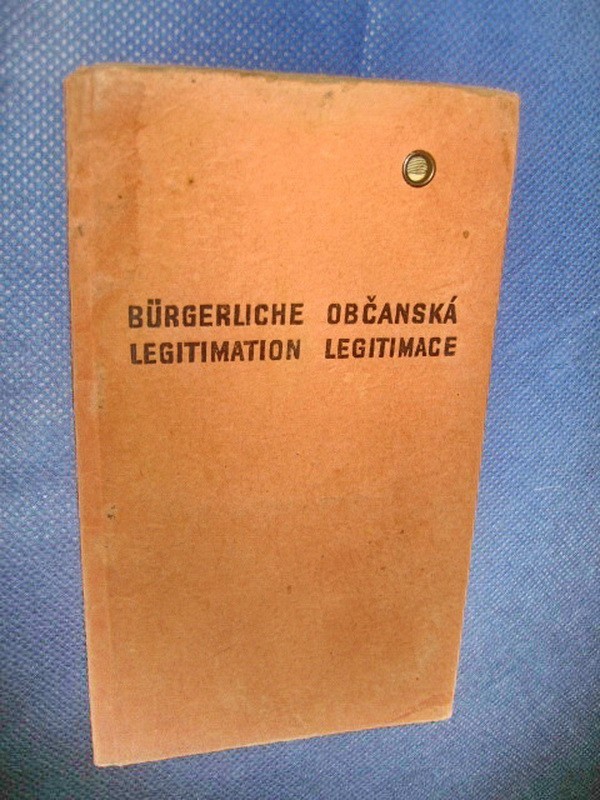 BÜRGERLICHE OBČANSKÁ
LEGITIMATION LEGITIMACE